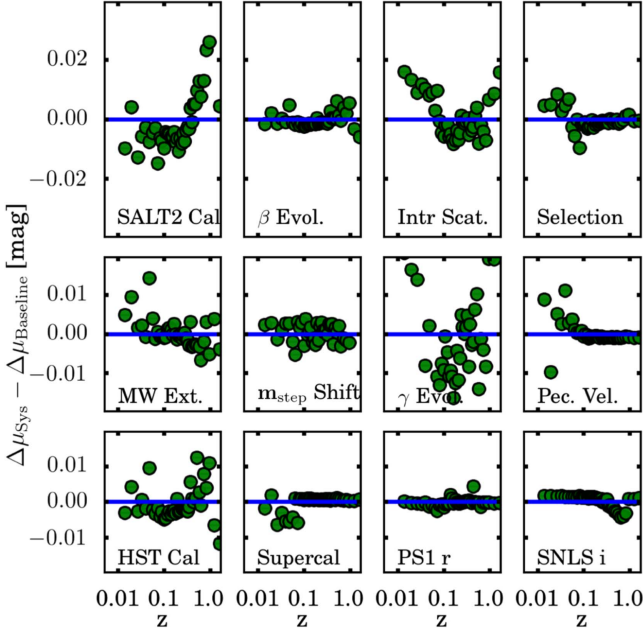 0.02
0.00
−0.02
SALT2 Cal
β Evol.
Intr Scat.
Selection
Δμ_Sys − Δμ_Baseline [mag]
0.01
0.00
−0.01
MW Ext.
m_step Shift
γ Evol.
Pec. Vel.
0.01
0.00
−0.01
HST Cal
Supercal
PS1 r
SNLS i
0.01 0.1 1.0
0.01 0.1 1.0
0.01 0.1 1.0
0.01 0.1 1.0
z
z
z
z